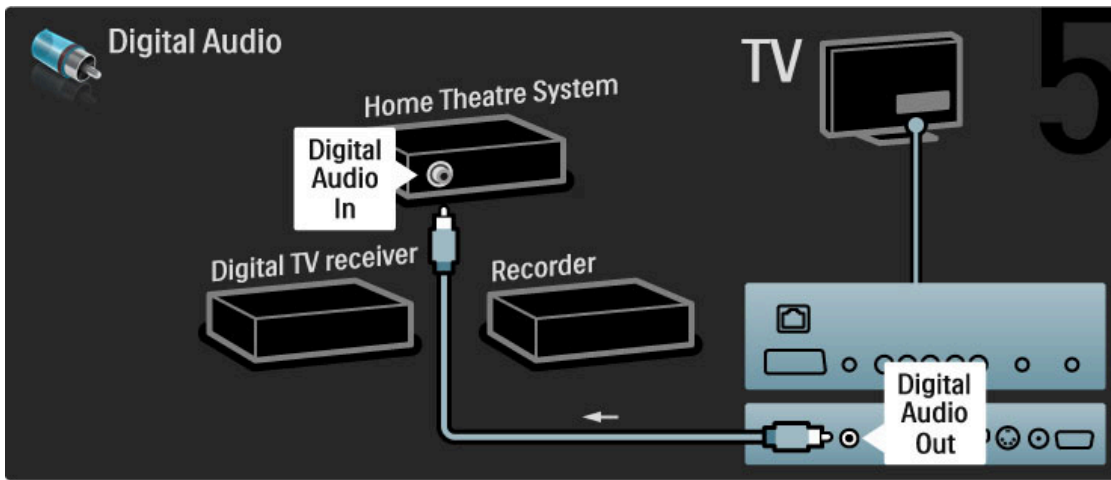 Digital Audio
TV
5
Home Theatre System
Digital
Audio
In
Digital TV receiver
Recorder
Digital
Audio
Out